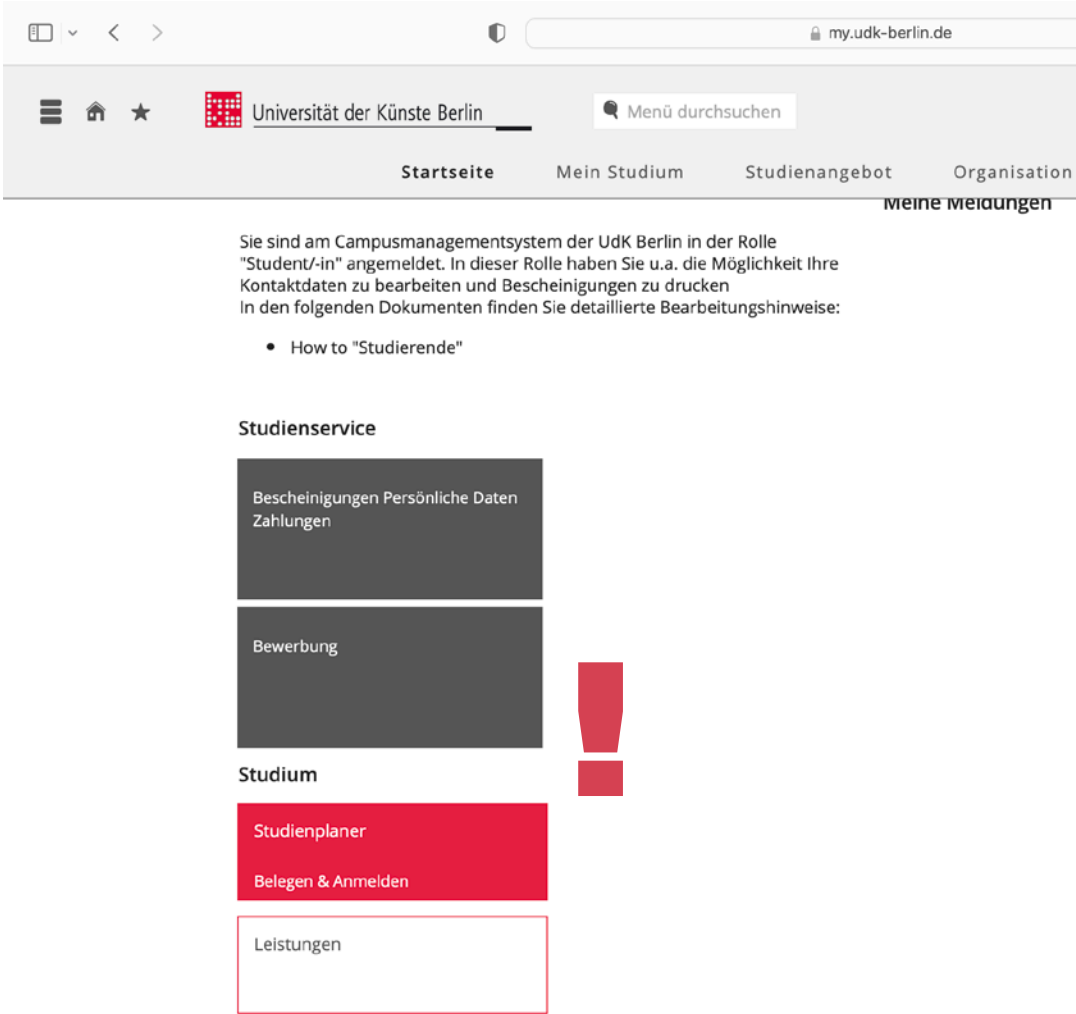 my.udk-berlin.de
Universität der Künste Berlin
Menü durchsuchen
Startseite Mein Studium Studienangebot Organisation
Meine Meldungen
Sie sind am Campusmanagementsystem der UdK Berlin in der Rolle
"Student/-in" angemeldet. In dieser Rolle haben Sie u.a. die Möglichkeit Ihre
Kontaktdaten zu bearbeiten und Bescheinigungen zu drucken
In den folgenden Dokumenten finden Sie detaillierte Bearbeitungshinweise:
• How to "Studierende"
Studienservice
Bescheinigungen Persönliche Daten
Zahlungen
Bewerbung
!
Studium
Studienplaner
Belegen & Anmelden
Leistungen